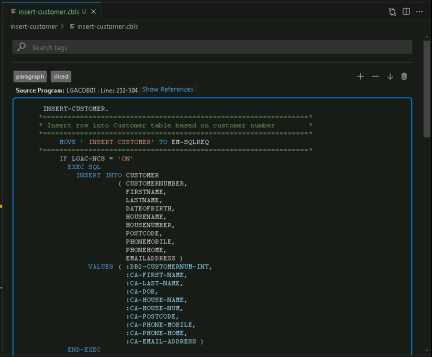 insert-customer.cbls U
insert-customer > insert-customer.cbls
Search tags
paragraph sliced
Source Program: LGACDB01 Lines 252-304 Show References
INSERT-CUSTOMER.
*================================================================*
* Insert row into Customer table based on customer number *
*================================================================*
MOVE ' INSERT CUSTOMER' TO EM-SQLREQ
*================================================================*
IF LGAC-NCS = 'ON'
EXEC SQL
INSERT INTO CUSTOMER
( CUSTOMERNUMBER,
FIRSTNAME,
LASTNAME,
DATEOFBIRTH,
HOUSENAME,
HOUSENUMBER,
POSTCODE,
PHONEMOBILE,
PHONEHOME,
EMAILADDRESS )
VALUES ( :DB2-CUSTOMERNUM-INT,
:CA-FIRST-NAME,
:CA-LAST-NAME,
:CA-DOB,
:CA-HOUSE-NAME,
:CA-HOUSE-NUM,
:CA-POSTCODE,
:CA-PHONE-MOBILE,
:CA-PHONE-HOME,
:CA-EMAIL-ADDRESS )
END-EXEC